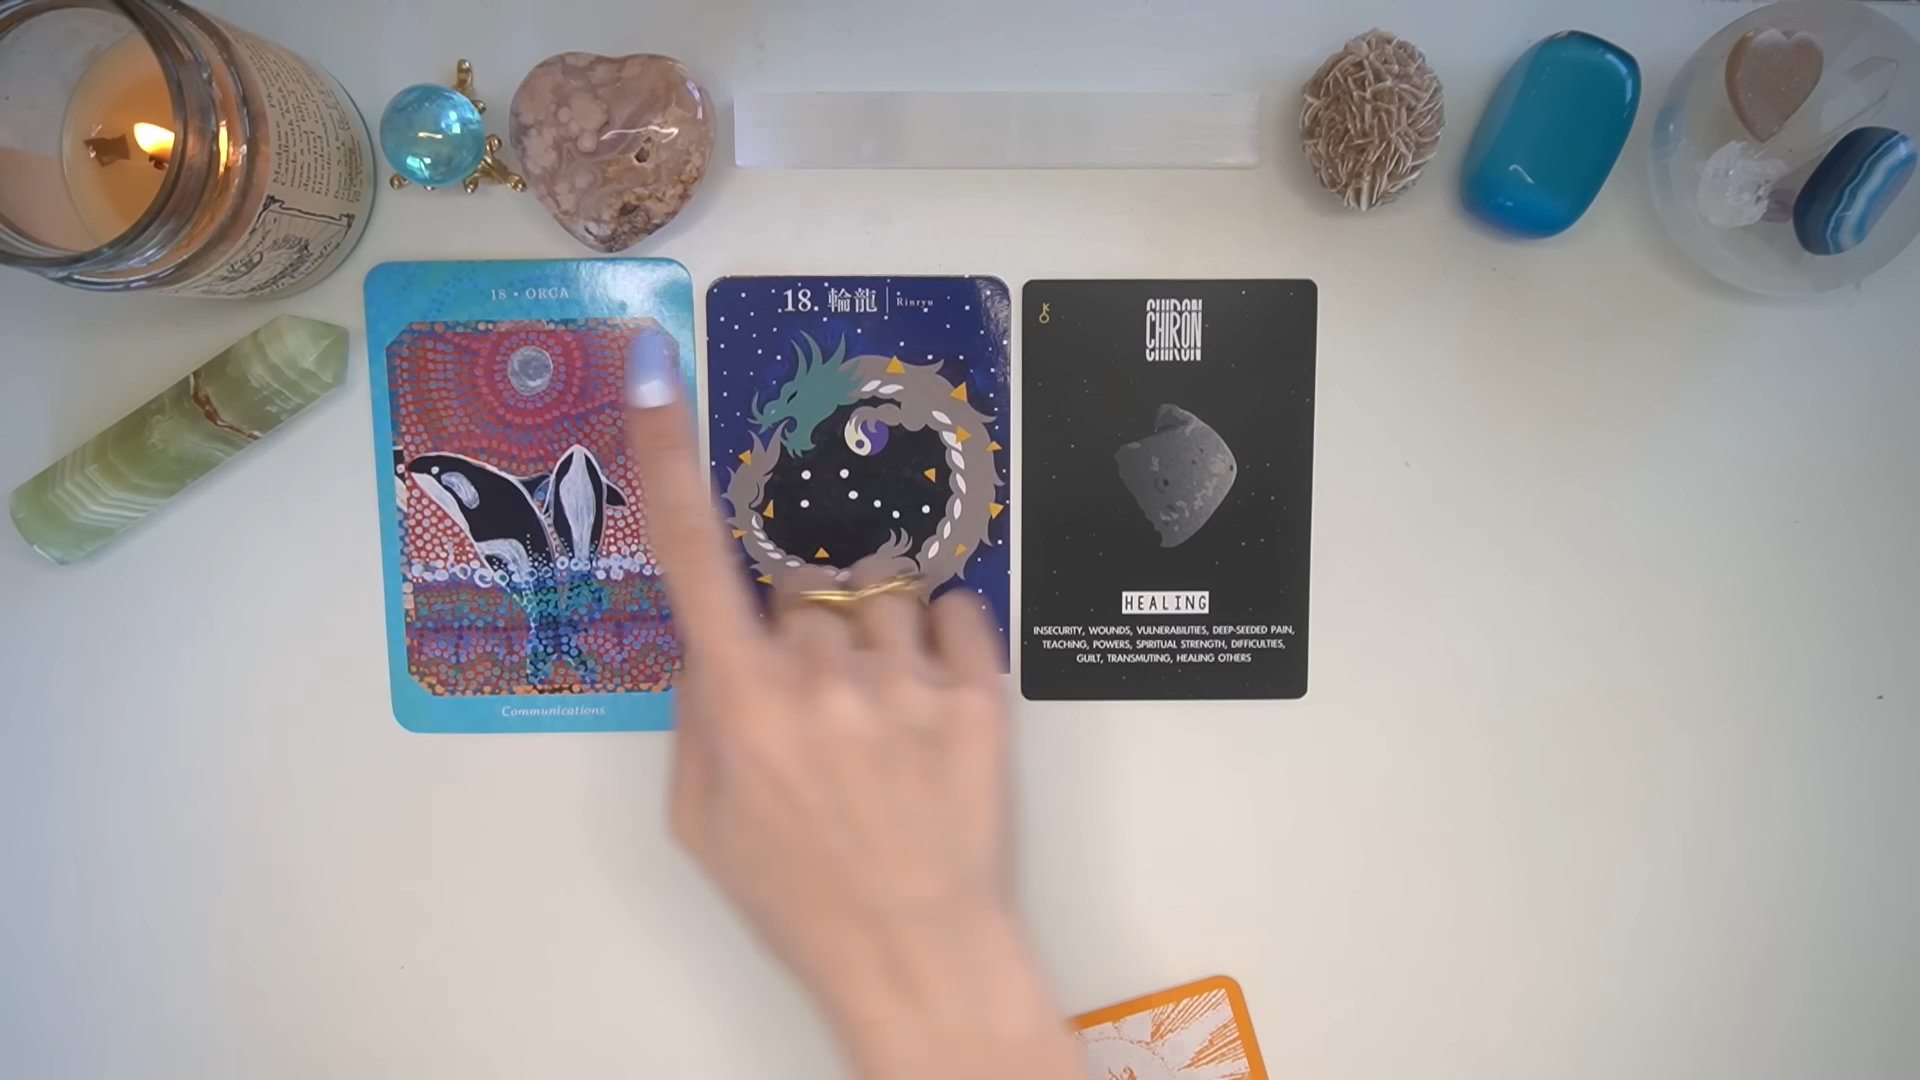 18 • ORCA
Communications
18. 輪龍 | Rinryu
CHIRON
HEALING
INSECURITY, WOUNDS, VULNERABILITIES, DEEP-SEEDED PAIN,
TEACHING, POWERS, SPIRITUAL STRENGTH, DIFFICULTIES,
GUILT, TRANSMUTING, HEALING OTHERS